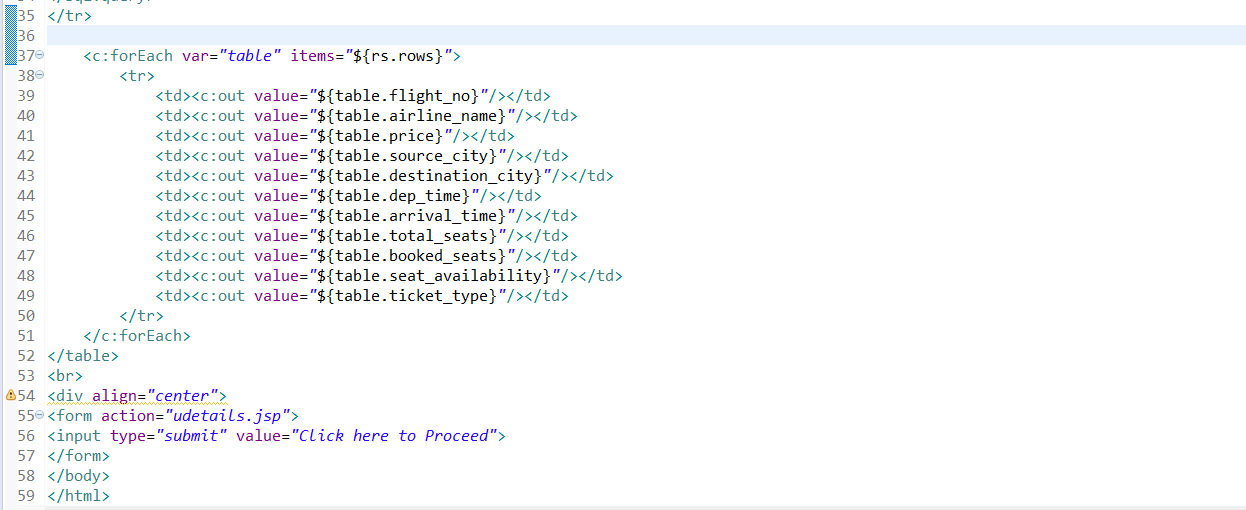 35 </tr>
36
37 <c:forEach var="table" items="${rs.rows}">
38 <tr>
39 <td><c:out value="${table.flight_no}"/></td>
40 <td><c:out value="${table.airline_name}"/></td>
41 <td><c:out value="${table.price}"/></td>
42 <td><c:out value="${table.source_city}"/></td>
43 <td><c:out value="${table.destination_city}"/></td>
44 <td><c:out value="${table.dep_time}"/></td>
45 <td><c:out value="${table.arrival_time}"/></td>
46 <td><c:out value="${table.total_seats}"/></td>
47 <td><c:out value="${table.booked_seats}"/></td>
48 <td><c:out value="${table.seat_availability}"/></td>
49 <td><c:out value="${table.ticket_type}"/></td>
50 </tr>
51 </c:forEach>
52 </table>
53 <br>
54 <div align="center">
55 <form action="udetails.jsp">
56 <input type="submit" value="Click here to Proceed">
57 </form>
58 </body>
59 </html>